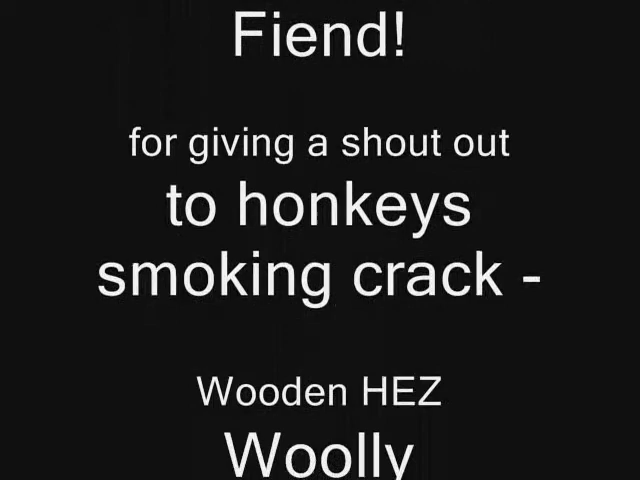 Fiend!
for giving a shout out
to honkeys
smoking crack -
Wooden HEZ
Woolly